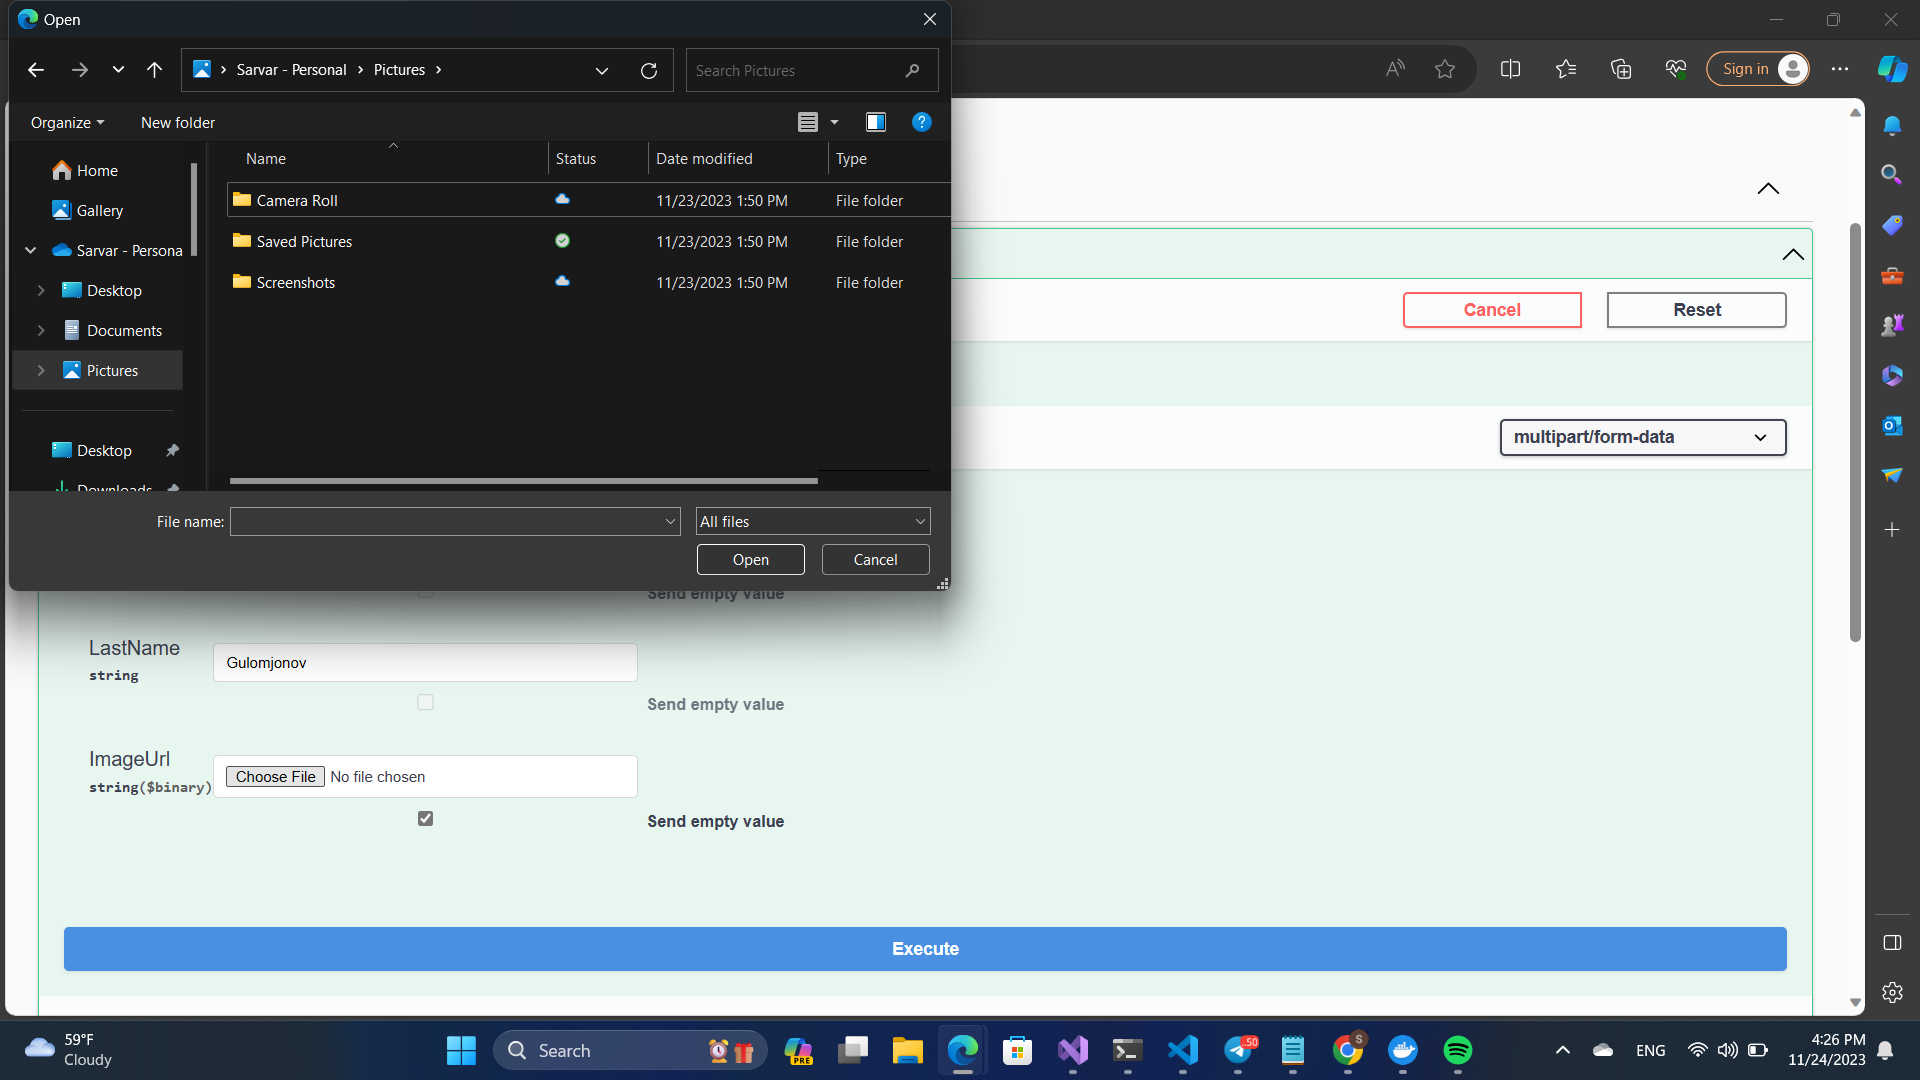 Open
Sarvar - Personal > Pictures >
Search Pictures
Sign in
Organize
New folder
Name
Status
Date modified
Type
Home
Gallery
Sarvar - Persona
Desktop
Documents
Pictures
Desktop
Downloads
Camera Roll
11/23/2023 1:50 PM
File folder
Saved Pictures
11/23/2023 1:50 PM
File folder
Screenshots
11/23/2023 1:50 PM
File folder
File name:
All files
Open
Cancel
Cancel
Reset
multipart/form-data
Send empty value
LastName
string
Gulomjonov
Send empty value
ImageUrl
string($binary)
Choose File
No file chosen
Send empty value
Execute
59°F
Cloudy
Search
PRE
50
S
ENG
4:26 PM
11/24/2023